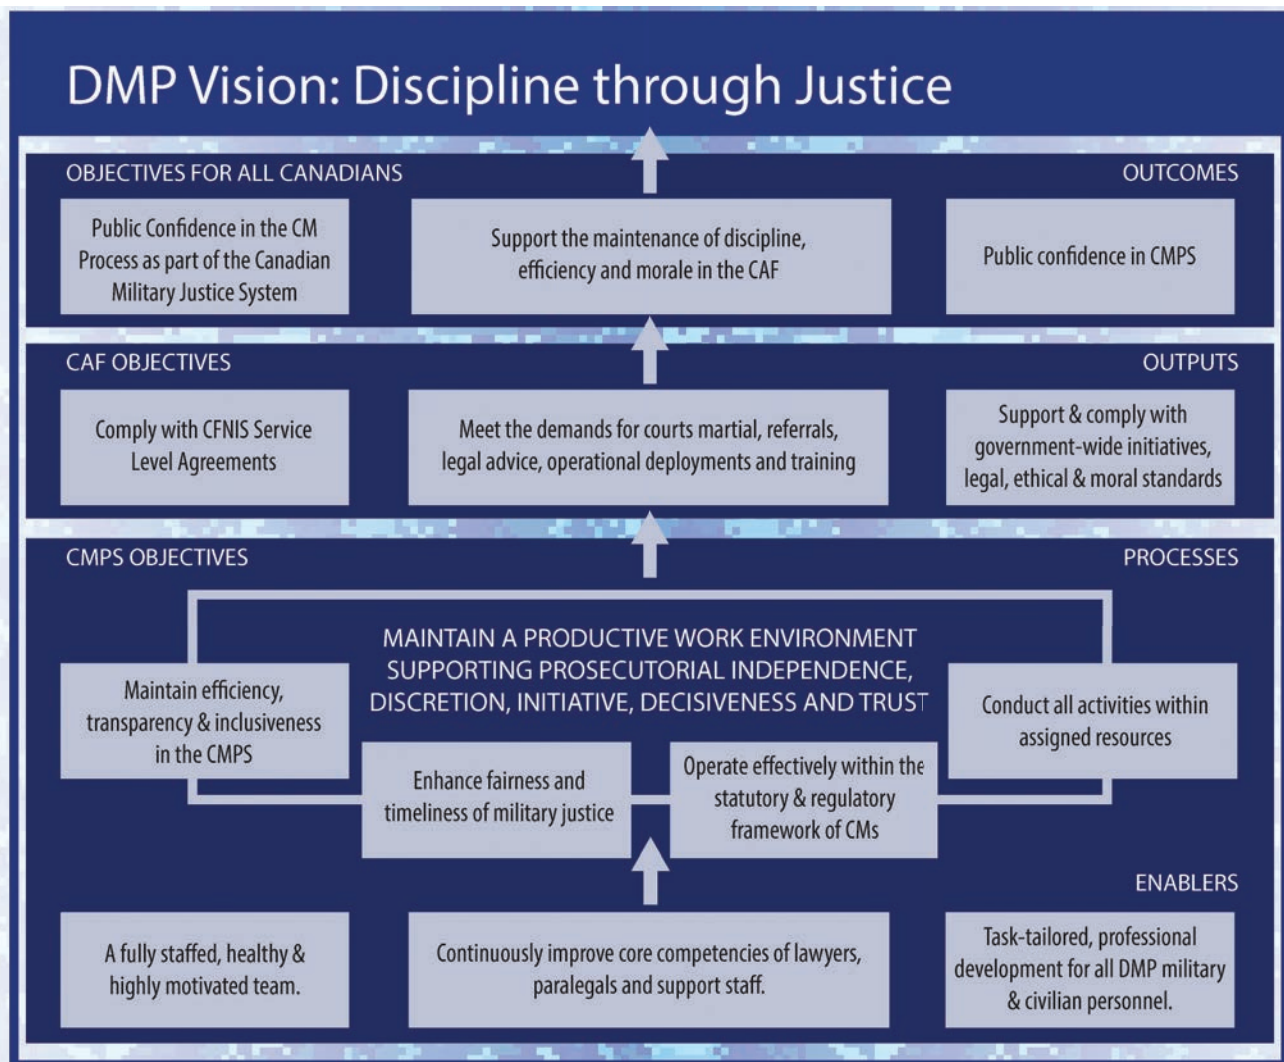 DMP Vision: Discipline through Justice
OBJECTIVES FOR ALL CANADIANS
OUTCOMES
Public Confidence in the CM
Process as part of the Canadian
Military Justice System
Support the maintenance of discipline,
efficiency and morale in the CAF
Public confidence in CMPS
CAF OBJECTIVES
OUTPUTS
Comply with CFNIS Service
Level Agreements
Meet the demands for courts martial, referrals,
legal advice, operational deployments and training
Support & comply with
government-wide initiatives,
legal, ethical & moral standards
CMPS OBJECTIVES
PROCESSES
MAINTAIN A PRODUCTIVE WORK ENVIRONMENT
SUPPORTING PROSECUTORIAL INDEPENDENCE,
DISCRETION, INITIATIVE, DECISIVENESS AND TRUST
Maintain efficiency,
transparency & inclusiveness
in the CMPS
Conduct all activities within
assigned resources
Enhance fairness and
timeliness of military justice
Operate effectively within the
statutory & regulatory
framework of CMs
ENABLERS
A fully staffed, healthy &
highly motivated team.
Continuously improve core competencies of lawyers,
paralegals and support staff.
Task-tailored, professional
development for all DMP military
& civilian personnel.